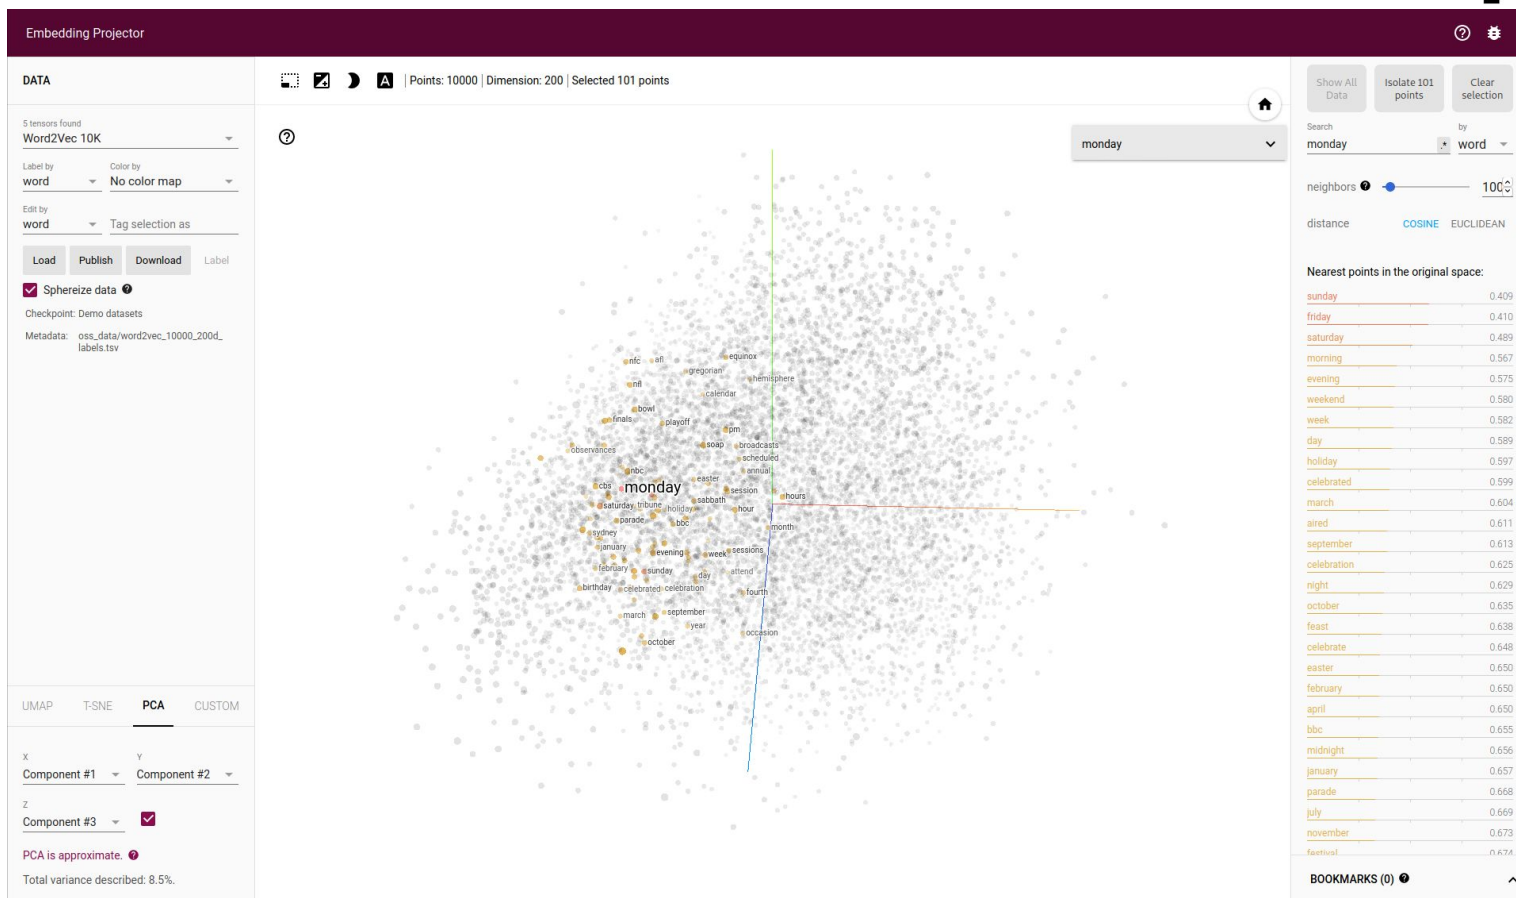 Embedding Projector
DATA
5 tensors found
Word2Vec 10K
Label by
Color by
word
No color map
Edit by
word
Tag selection as
Load
Publish
Download
Label
Sphereize data
Checkpoint: Demo datasets
Metadata: oss_data/word2vec_10000_200d_
labels.tsv
UMAP
T-SNE
PCA
CUSTOM
X
Y
Component #1
Component #2
Z
Component #3
PCA is approximate.
Total variance described: 8.5%.
A
Points: 10000 | Dimension: 200 | Selected 101 points
monday
nfc
afl
equinox
gregorian
hemisphere
nfl
calendar
bowl
finals
playoff
pm
observances
soap
broadcasts
scheduled
nbc
annual
easter
cbs
monday
session
hours
sabbath
saturday
tribune
holiday
hour
parade
bbc
month
sydney
january
evening
week
sessions
february
sunday
day
attend
birthday
celebrated
celebration
fourth
march
september
year
occasion
october
Show All
Data
Isolate 101
points
Clear
selection
Search
by
monday
.*
word
neighbors
100
distance
COSINE
EUCLIDEAN
Nearest points in the original space:
sunday 0.409
friday 0.410
saturday 0.489
morning 0.567
evening 0.575
weekend 0.580
week 0.582
day 0.589
holiday 0.597
celebrated 0.599
march 0.604
aired 0.611
september 0.613
celebration 0.625
night 0.629
october 0.635
feast 0.638
celebrate 0.648
easter 0.650
february 0.650
april 0.650
bbc 0.655
midnight 0.656
january 0.657
parade 0.668
july 0.669
november 0.673
festival 0.674
BOOKMARKS (0)